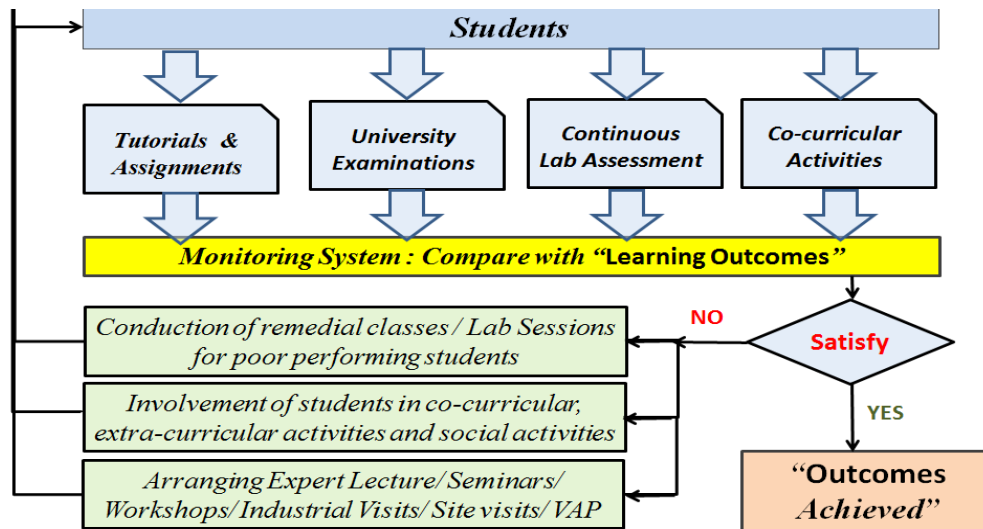 Students
Tutorials &
Assignments
University
Examinations
Continuous
Lab Assessment
Co-curricular
Activities
Monitoring System : Compare with “Learning Outcomes”
Conduction of remedial classes / Lab Sessions
for poor performing students
NO
Satisfy
Involvement of students in co-curricular,
extra-curricular activities and social activities
YES
Arranging Expert Lecture/ Seminars/
Workshops/ Industrial Visits/ Site visits/ VAP
“Outcomes
Achieved”